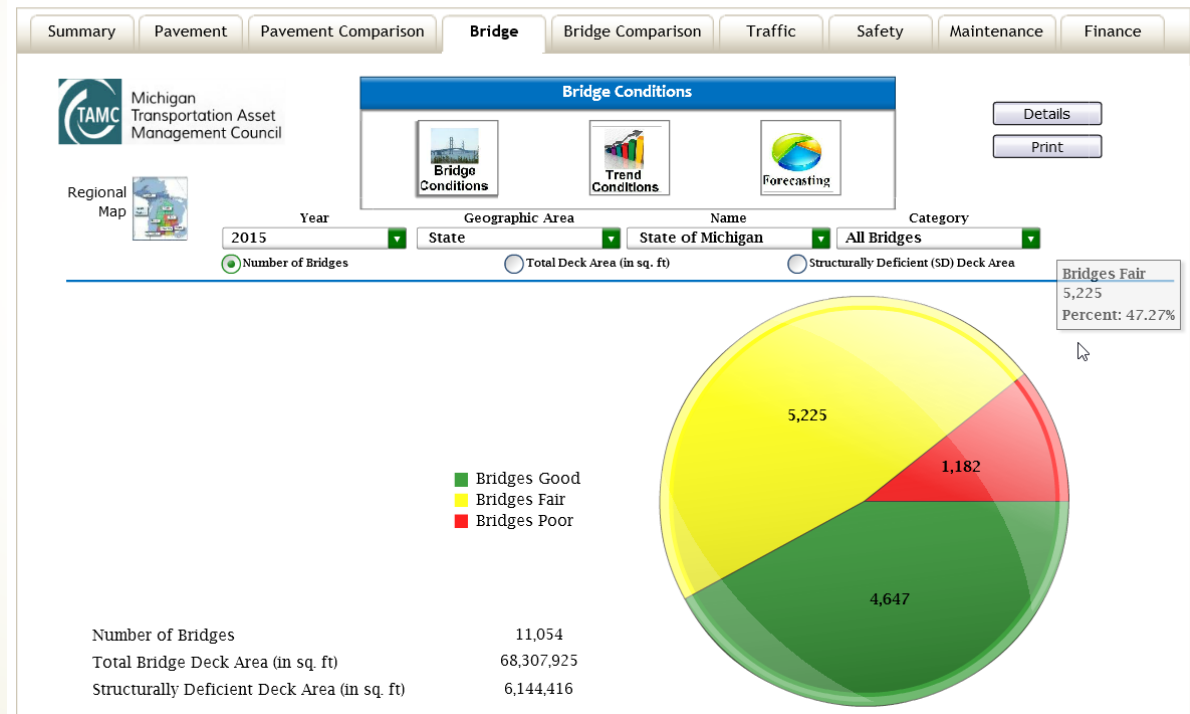 Summary Pavement Pavement Comparison Bridge Bridge Comparison Traffic Safety Maintenance Finance
TAMC
Michigan
Transportation Asset
Management Council
Bridge Conditions
Bridge
Conditions
Trend
Conditions
Forecasting
Details
Print
Regional
Map
Year Geographic Area Name Category
2015 State State of Michigan All Bridges
Number of Bridges Total Deck Area (in sq. ft) Structurally Deficient (SD) Deck Area
Bridges Fair
5,225
Percent: 47.27%
5,225
1,182
4,647
Bridges Good
Bridges Fair
Bridges Poor
Number of Bridges 11,054
Total Bridge Deck Area (in sq. ft) 68,307,925
Structurally Deficient Deck Area (in sq. ft) 6,144,416